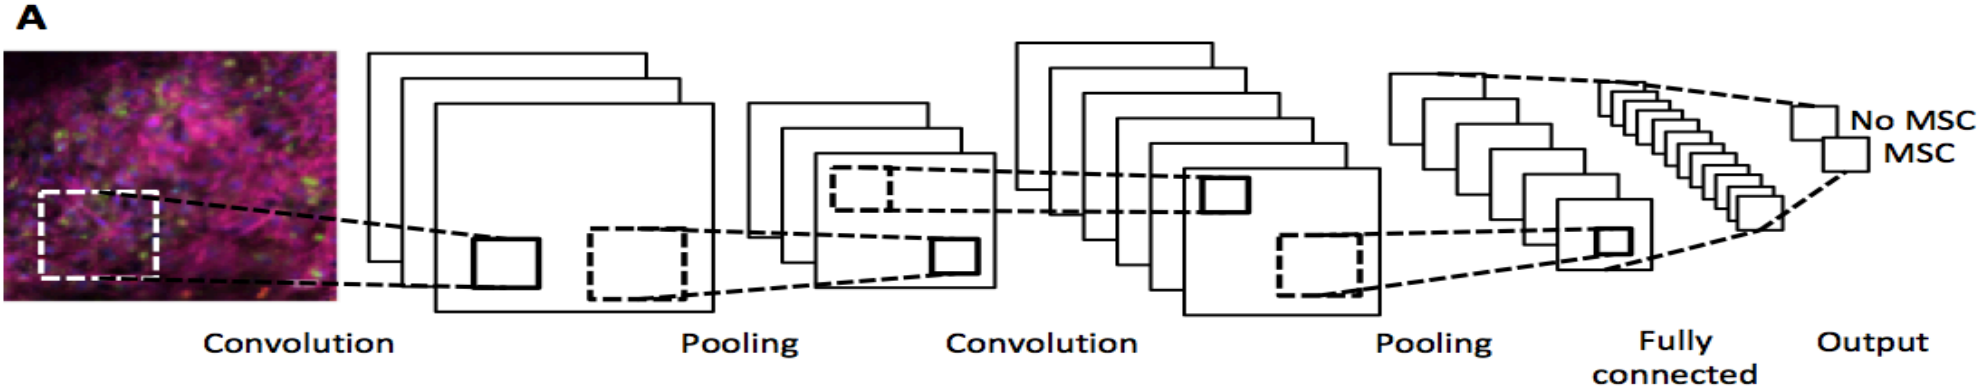 A
No MSC
MSC
Convolution
Pooling
Convolution
Pooling
Fully
connected
Output